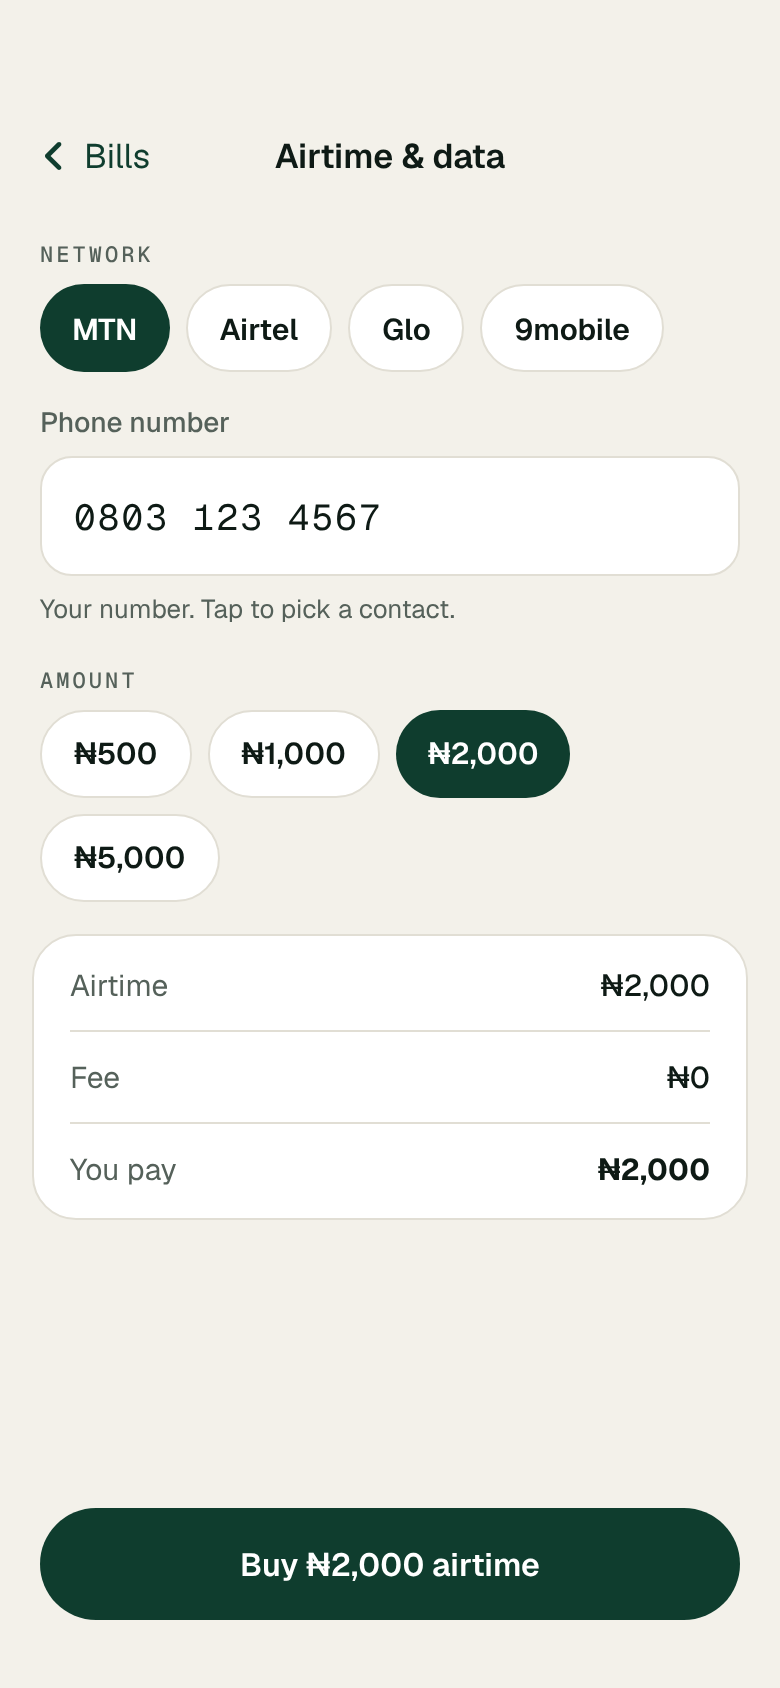 Bills
Airtime & data
NETWORK
MTN Airtel Glo 9mobile
Phone number
0803 123 4567
Your number. Tap to pick a contact.
AMOUNT
₦500 ₦1,000 ₦2,000
₦5,000
Airtime ₦2,000
Fee ₦0
You pay ₦2,000
Buy ₦2,000 airtime